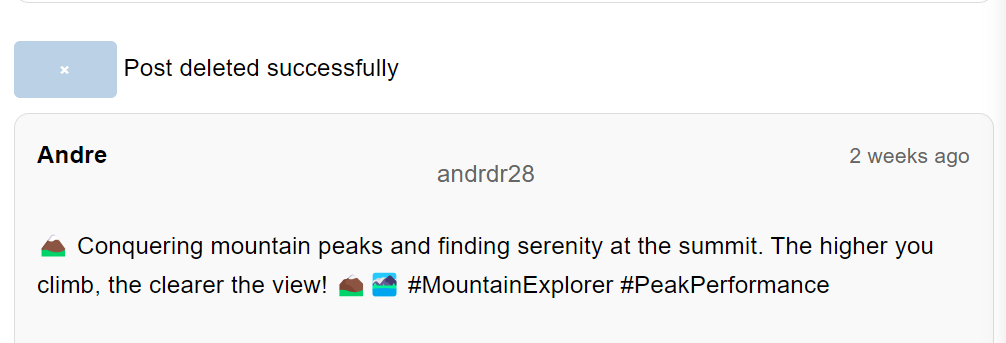 × Post deleted successfully
Andre
andrdr28
2 weeks ago
Conquering mountain peaks and finding serenity at the summit. The higher you
climb, the clearer the view! #MountainExplorer #PeakPerformance